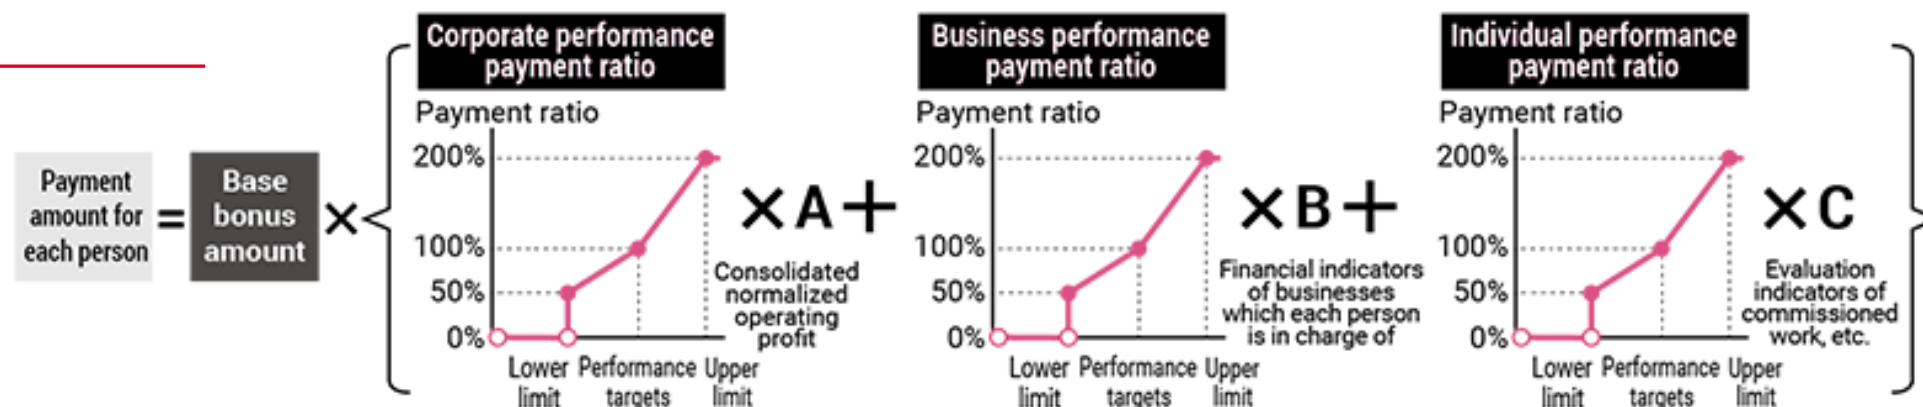 Corporate performance
payment ratio
Business performance
payment ratio
Individual performance
payment ratio
Payment ratio
Payment ratio
Payment ratio
Payment
amount for
each person
=
Base
bonus
amount
×
200%
100%
50%
0%
Lower
limit
Performance
targets
Upper
limit
×A+
Consolidated
normalized
operating
profit
200%
100%
50%
0%
Lower
limit
Performance
targets
Upper
limit
×B+
Financial indicators
of businesses
which each person
is in charge of
200%
100%
50%
0%
Lower
limit
Performance
targets
Upper
limit
×C
Evaluation
indicators of
commissioned
work, etc.